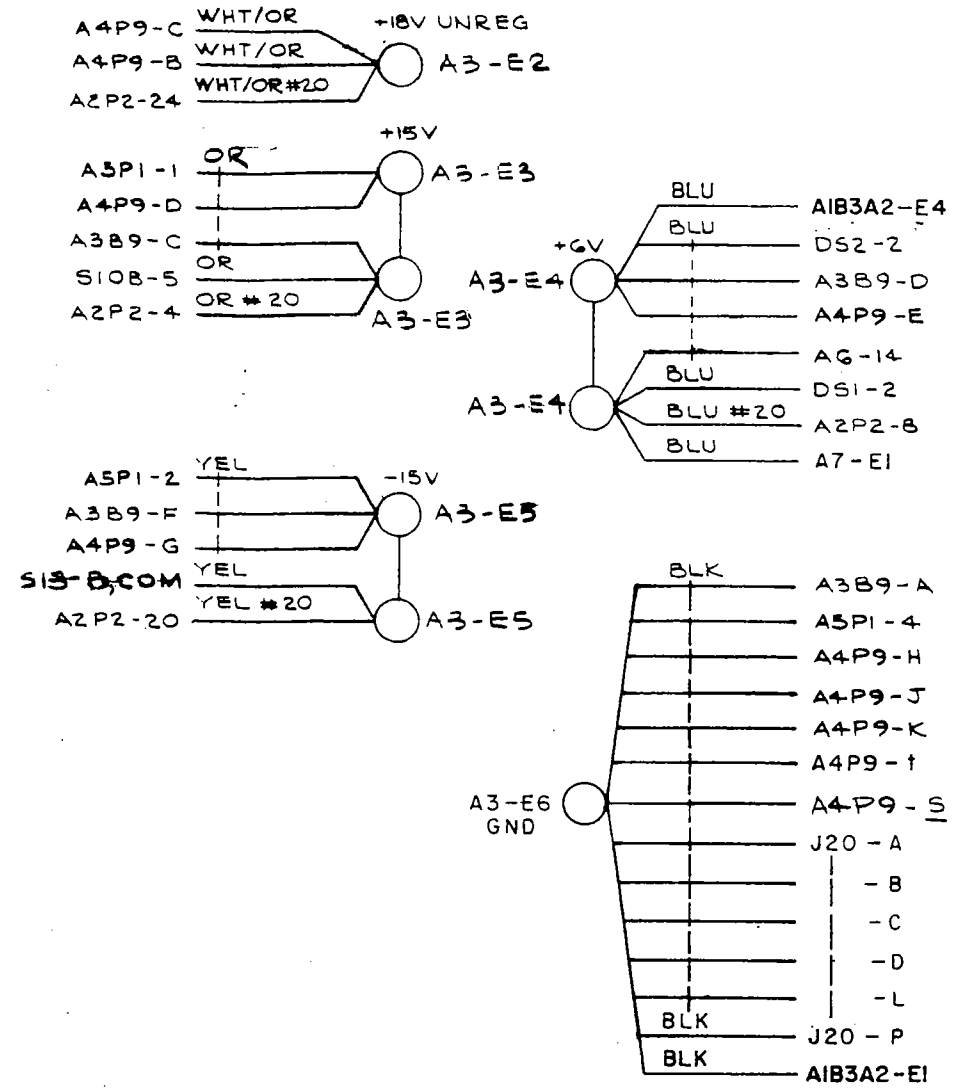 +18V UNREG
A4P9-C WHT/OR
A4P9-B WHT/OR
A3-E2
A2P2-24 WHT/OR#20
+15V
A5P1-1 OR
A3-E3
A4P9-D
A3B9-C
S10B-5 OR
A2P2-4 OR #20
A3-E3
A5P1-2 YEL
-15V
A3B9-F
A3-E5
A4P9-G
S13-B,COM YEL
A2P2-20 YEL #20
A3-E5
BLU A1B3A2-E4
BLU DS2-2
+6V
A3-E4
A3B9-D
A4P9-E
A6-14
BLU DS1-2
A3-E4
BLU #20 A2P2-B
BLU A7-E1
BLK A3B9-A
A5P1-4
A4P9-H
A4P9-J
A4P9-K
A4P9-t
A3-E6
GND
A4P9-S
J20-A
-B
-C
-D
-L
BLK J20-P
BLK A1B3A2-E1